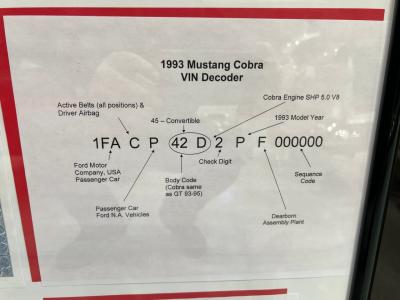 1993 Mustang Cobra
VIN Decoder
Active Belts (all positions) &
Driver Airbag
Cobra Engine SHP 5.0 V8
45 – Convertible
1993 Model Year
1FA C P 42 D 2 P F 000000
Ford Motor
Company, USA
Passenger Car
Check Digit
Body Code
(Cobra same
as GT 93-95)
Sequence
Code
Passenger Car
Ford N.A. Vehicles
Dearborn
Assembly Plant